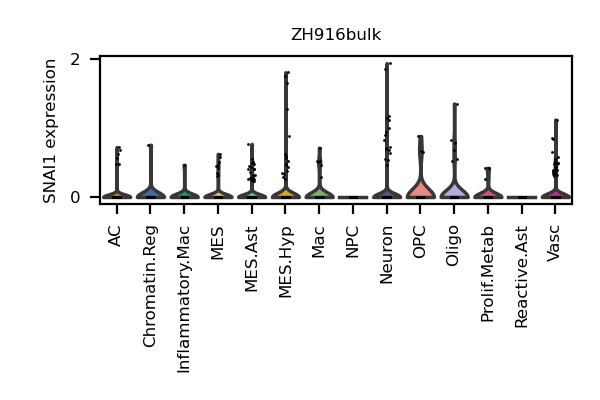 ZH916bulk
SNAI1 expression
2
0
AC
Chromatin.Reg
Inflammatory.Mac
MES
MES.Ast
MES.Hyp
Mac
NPC
Neuron
OPC
Oligo
Prolif.Metab
Reactive.Ast
Vasc